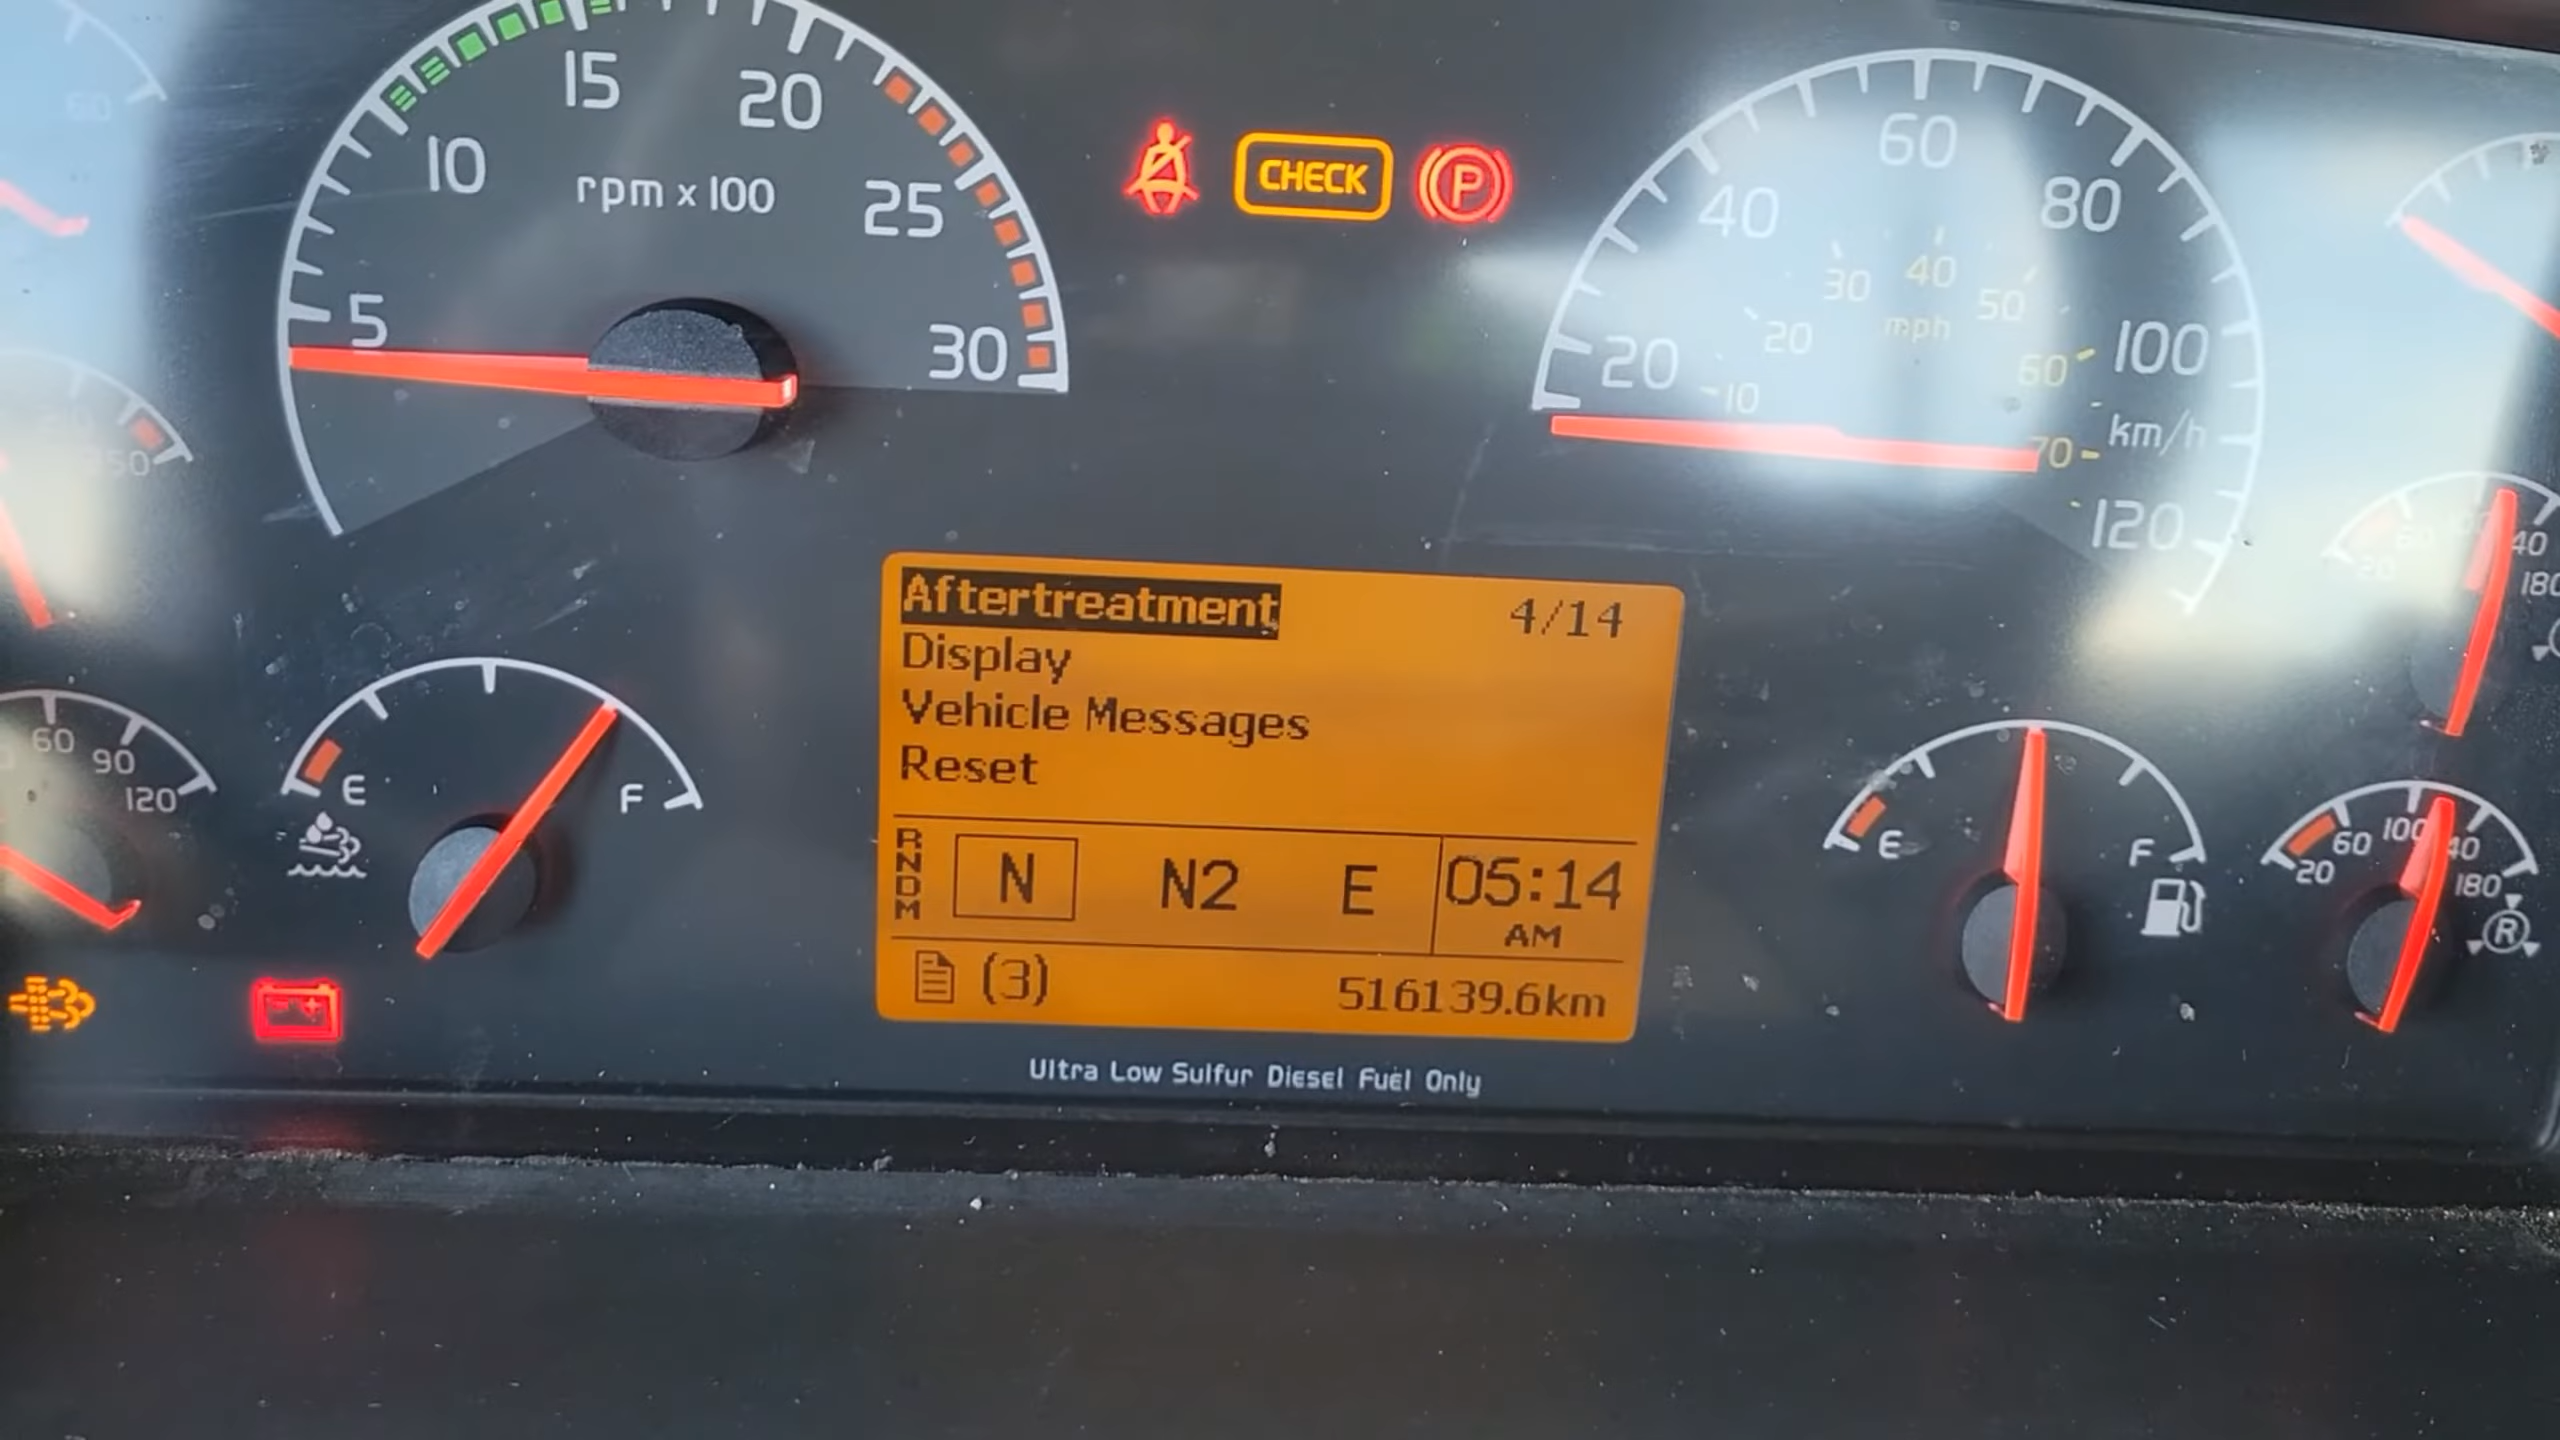 15
20
10
rpm x 100
25
5
30
CHECK
P
60
40
80
40
30
50
mph
20
100
20
60
10
km/h
70
120
Aftertreatment 4/14
Display
Vehicle Messages
Reset
RNDM
N N2 E 05:14
AM
(3) 516139.6km
Ultra Low Sulfur Diesel Fuel Only
E
F
60
90
120
E
F
20
60
100
180
R
180